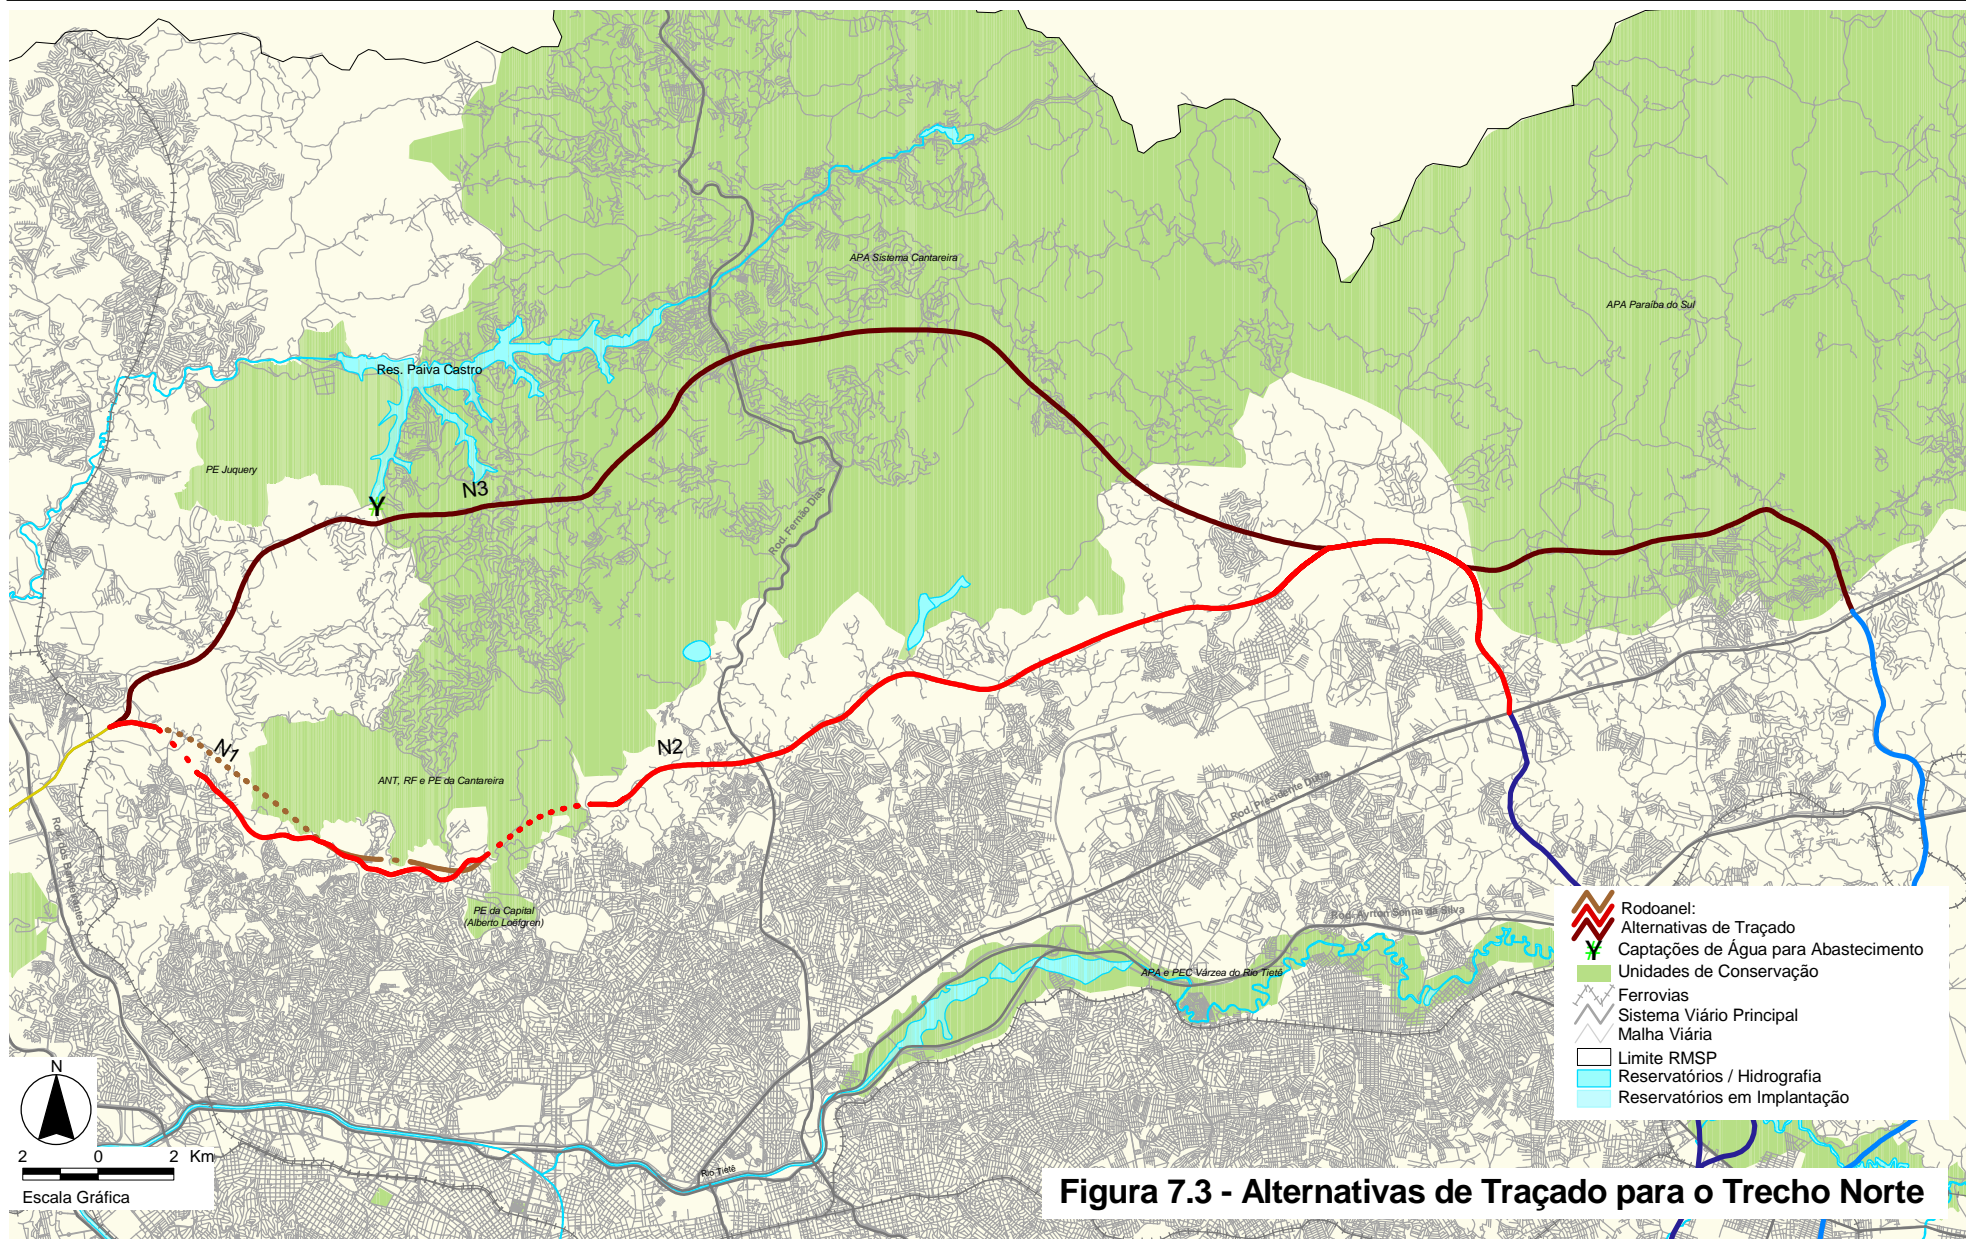 APA Sistema Cantareira
APA Paraíba do Sul
Res. Paiva Castro
PE Juquery
N3
Y
Rod. Fernão Dias
N1
N2
ANT, RF e PE da Cantareira
Rod. dos Bandeirantes
Rod. Presidente Dutra
PE da Capital
(Alberto Loefgren)
Rod. Ayrton Senna da Silva
APA e PEC Várzea do Rio Tietê
Rio Tietê
Rodoanel:
Alternativas de Traçado
Y Captações de Água para Abastecimento
Unidades de Conservação
Ferrovias
Sistema Viário Principal
Malha Viária
Limite RMSP
Reservatórios / Hidrografia
Reservatórios em Implantação
N
2 0 2 Km
Escala Gráfica
Figura 7.3 - Alternativas de Traçado para o Trecho Norte